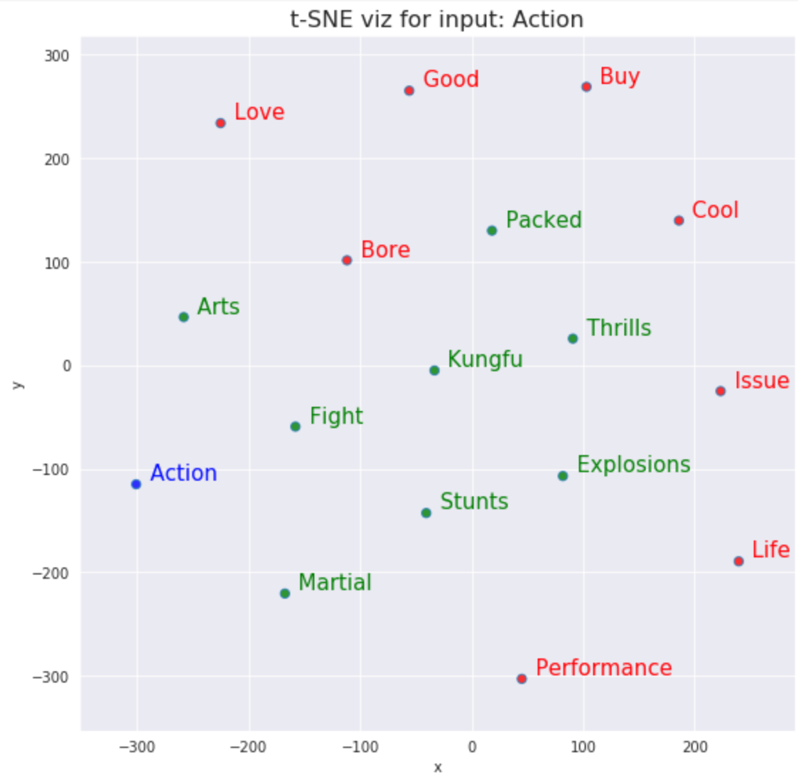 t-SNE viz for input: Action
300
200
100
0
−100
−200
−300
y
Love
Good
Buy
Packed
Cool
Bore
Arts
Thrills
Kungfu
Issue
Fight
Action
Explosions
Stunts
Life
Martial
Performance
−300
−200
−100
0
100
200
x